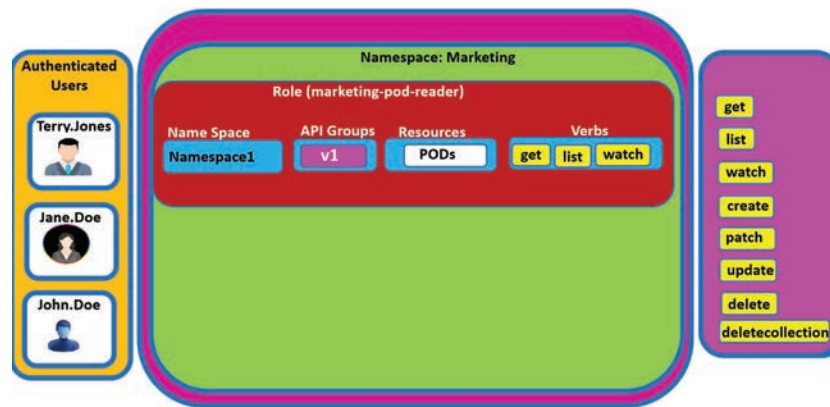 Authenticated
Users
Terry.Jones
Jane.Doe
John.Doe
Namespace: Marketing
Role (marketing-pod-reader)
Name Space
API Groups
Resources
Verbs
Namespace1
v1
PODs
get
list
watch
get
list
watch
create
patch
update
delete
deletecollection